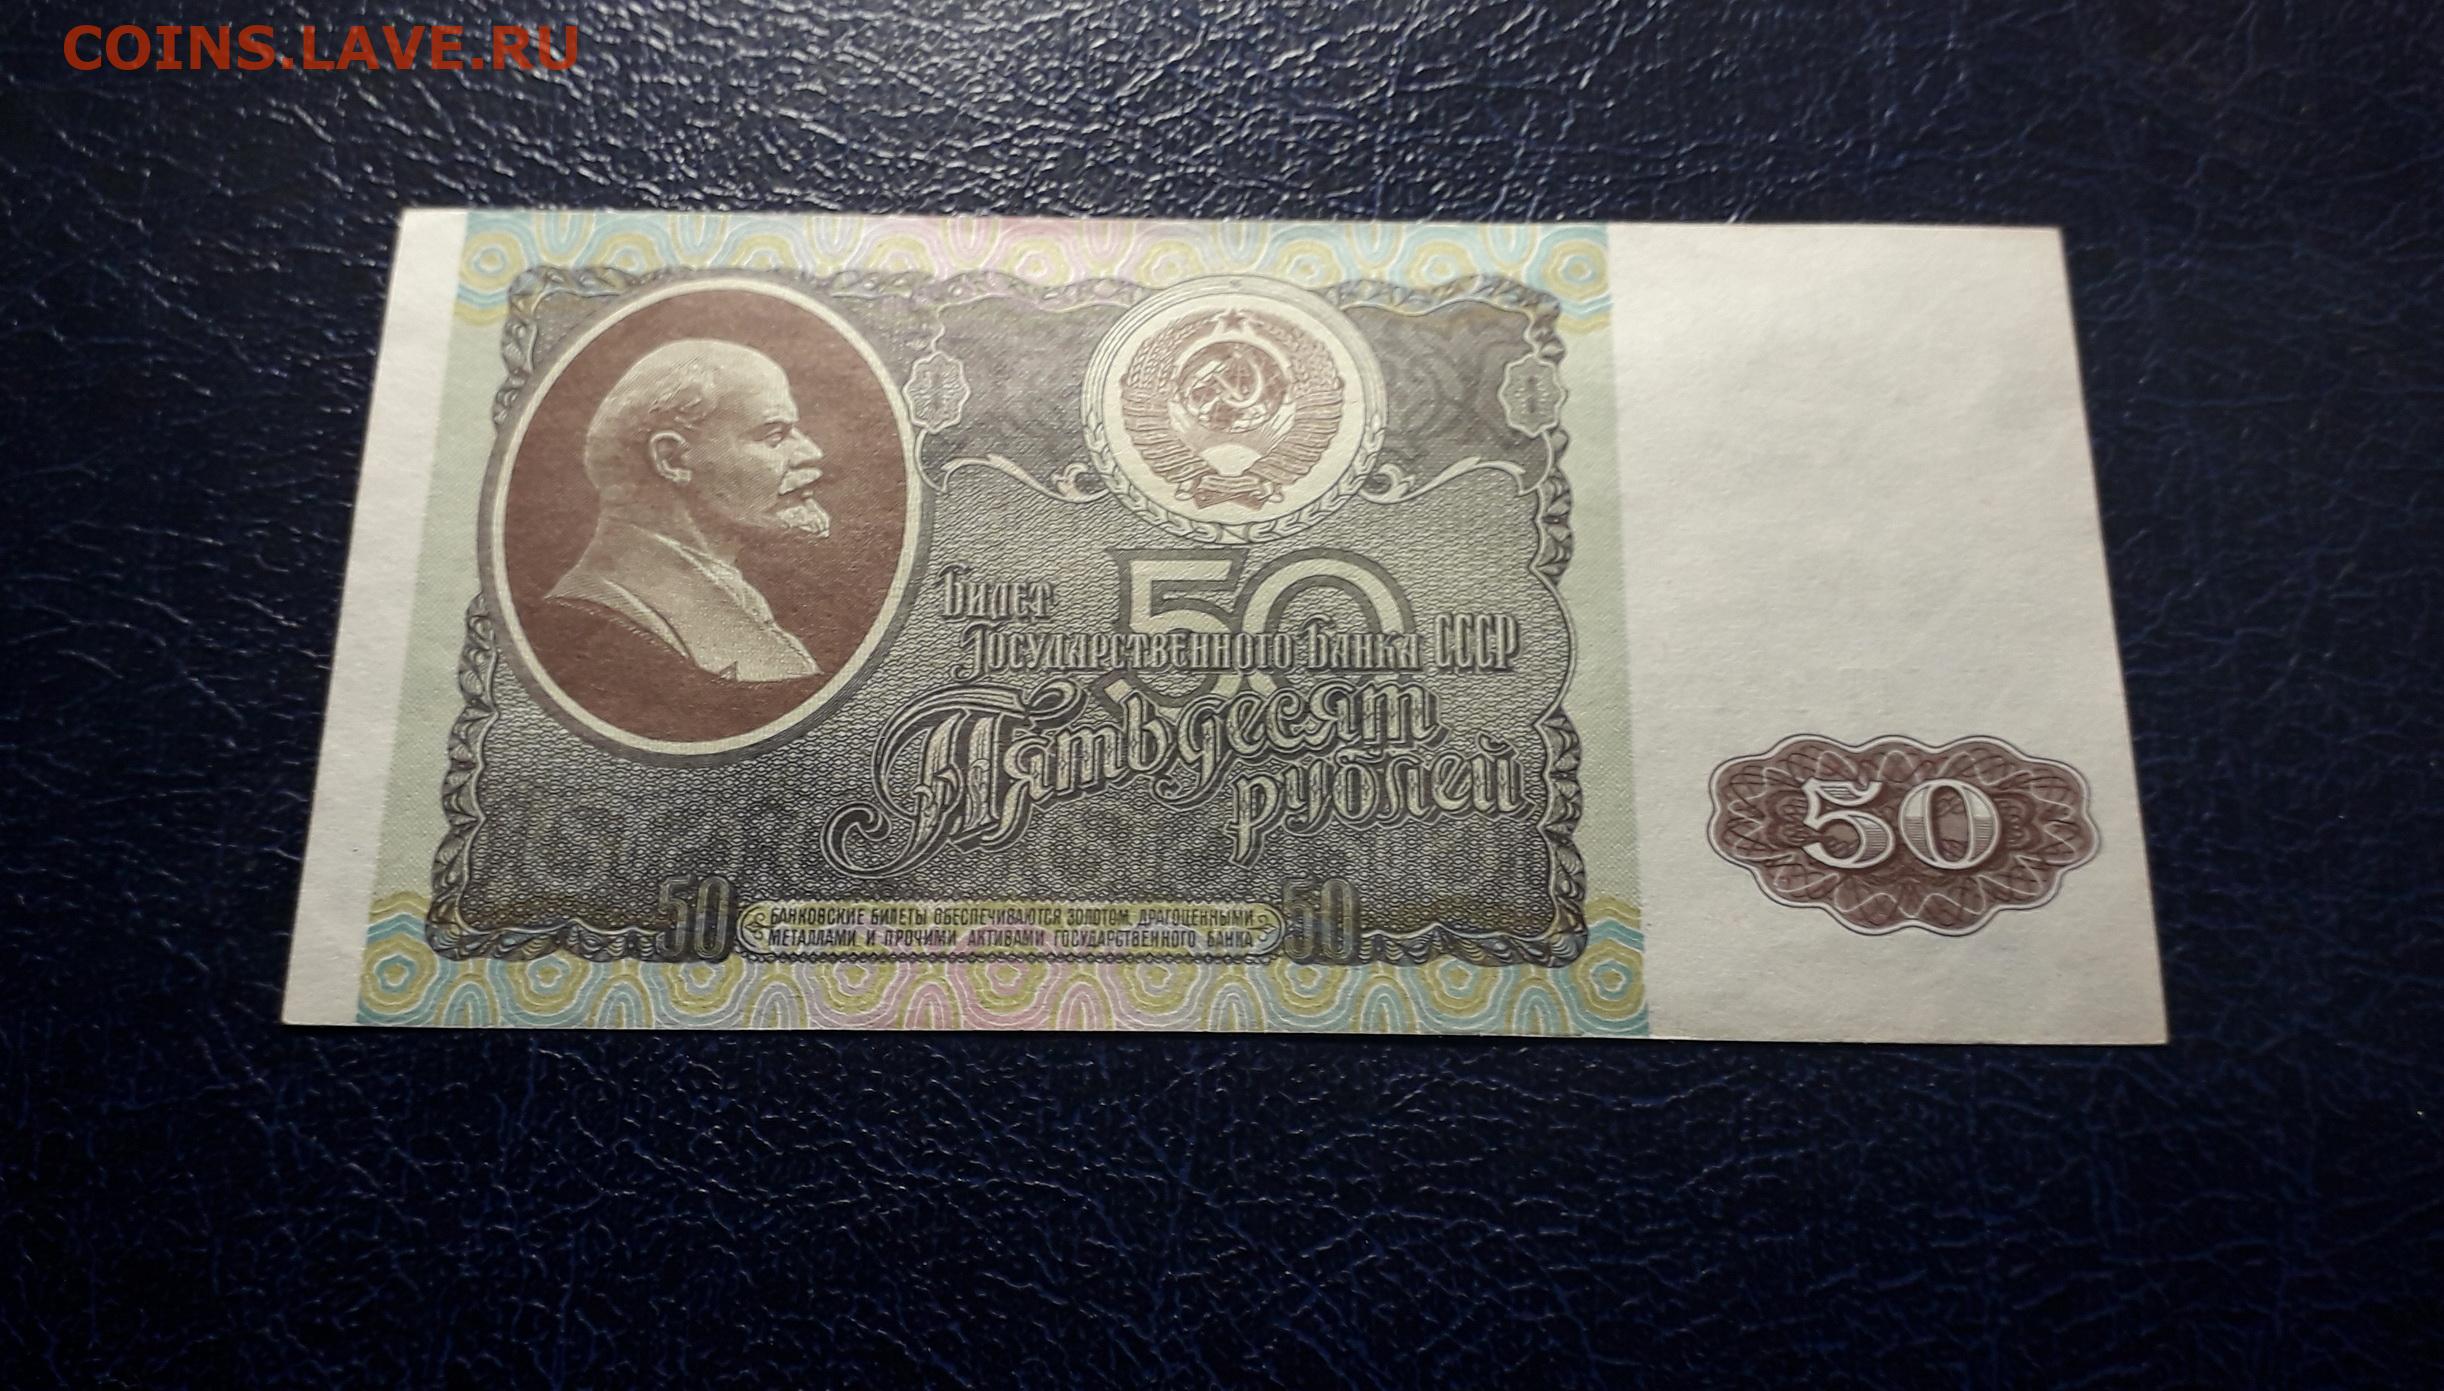 COINS.LAVE.RU
Билет
50
Государственного Банка СССР
Пятьдесят
рублей
50
50
БАНКОВСКИЕ БИЛЕТЫ ОБЕСПЕЧИВАЮТСЯ ЗОЛОТОМ, ДРАГОЦЕННЫМИ
МЕТАЛЛАМИ И ПРОЧИМИ АКТИВАМИ ГОСУДАРСТВЕННОГО БАНКА
50